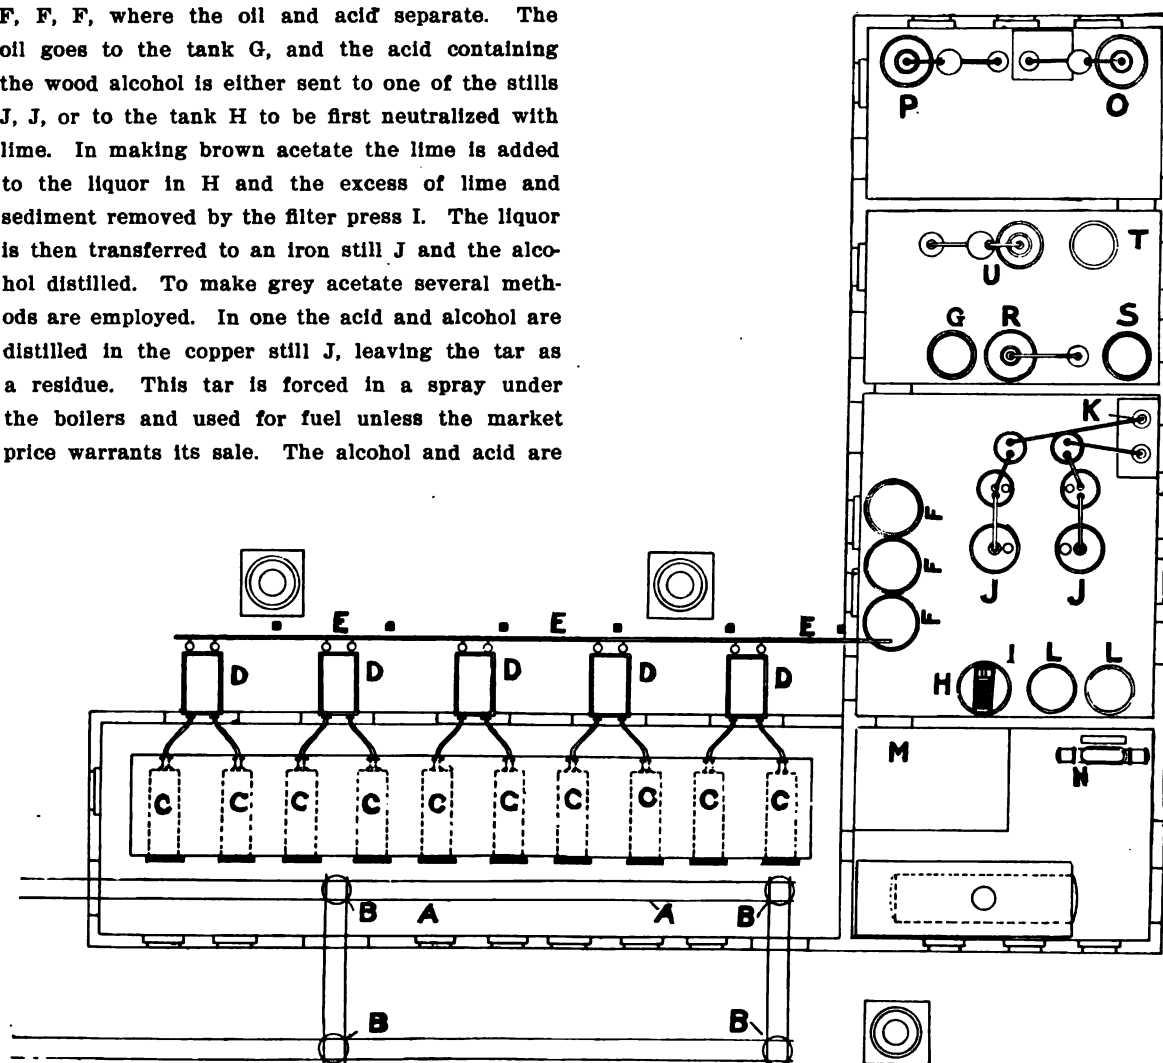 F, F, F, where the oil and acid separate. The
oil goes to the tank G, and the acid containing
the wood alcohol is either sent to one of the stills
J, J, or to the tank H to be first neutralized with
lime. In making brown acetate the lime is added
to the liquor in H and the excess of lime and
sediment removed by the filter press I. The liquor
is then transferred to an iron still J and the alco-
hol distilled. To make grey acetate several meth-
ods are employed. In one the acid and alcohol are
distilled in the copper still J, leaving the tar as
a residue. This tar is forced in a spray under
the boilers and used for fuel unless the market
price warrants its sale. The alcohol and acid are
P O
U T
G R S
K
F
F
F
J J
E E E
D D D D D
H I L L
M N
C C C C C C C C C C
B A A B
B B